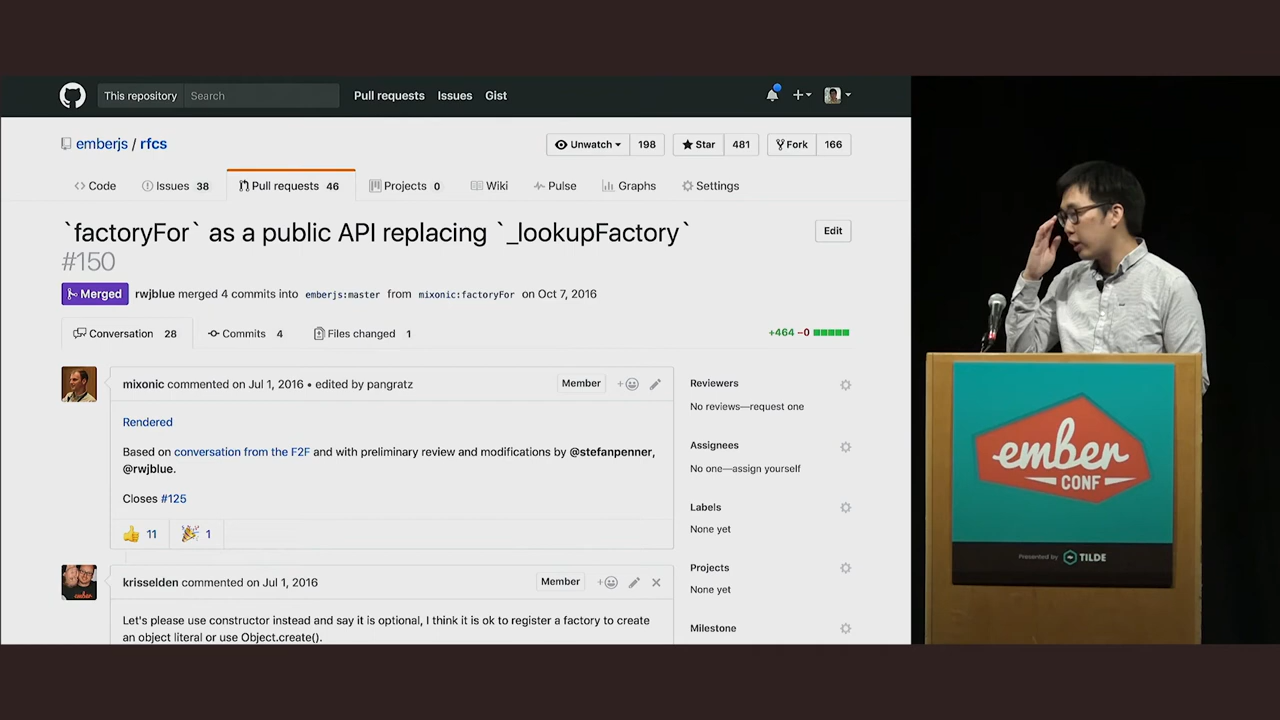 This repository Search Pull requests Issues Gist
emberjs / rfcs Unwatch 198 Star 481 Fork 166
Code Issues 38 Pull requests 46 Projects 0 Wiki Pulse Graphs Settings
`factoryFor` as a public API replacing `_lookupFactory` Edit
#150
Merged rwjblue merged 4 commits into emberjs:master from mixonic:factoryFor on Oct 7, 2016
Conversation 28 Commits 4 Files changed 1 +464 −0
mixonic commented on Jul 1, 2016 • edited by pangratz Member
Rendered
Based on conversation from the F2F and with preliminary review and modifications by @stefanpenner,
@rwjblue.
Closes #125
11 1
krisselden commented on Jul 1, 2016 Member
Let's please use constructor instead and say it is optional, I think it is ok to register a factory to create
an object literal or use Object.create().
Reviewers
No reviews—request one
Assignees
No one—assign yourself
Labels
None yet
Projects
None yet
Milestone
ember
CONF
Presented by TILDE